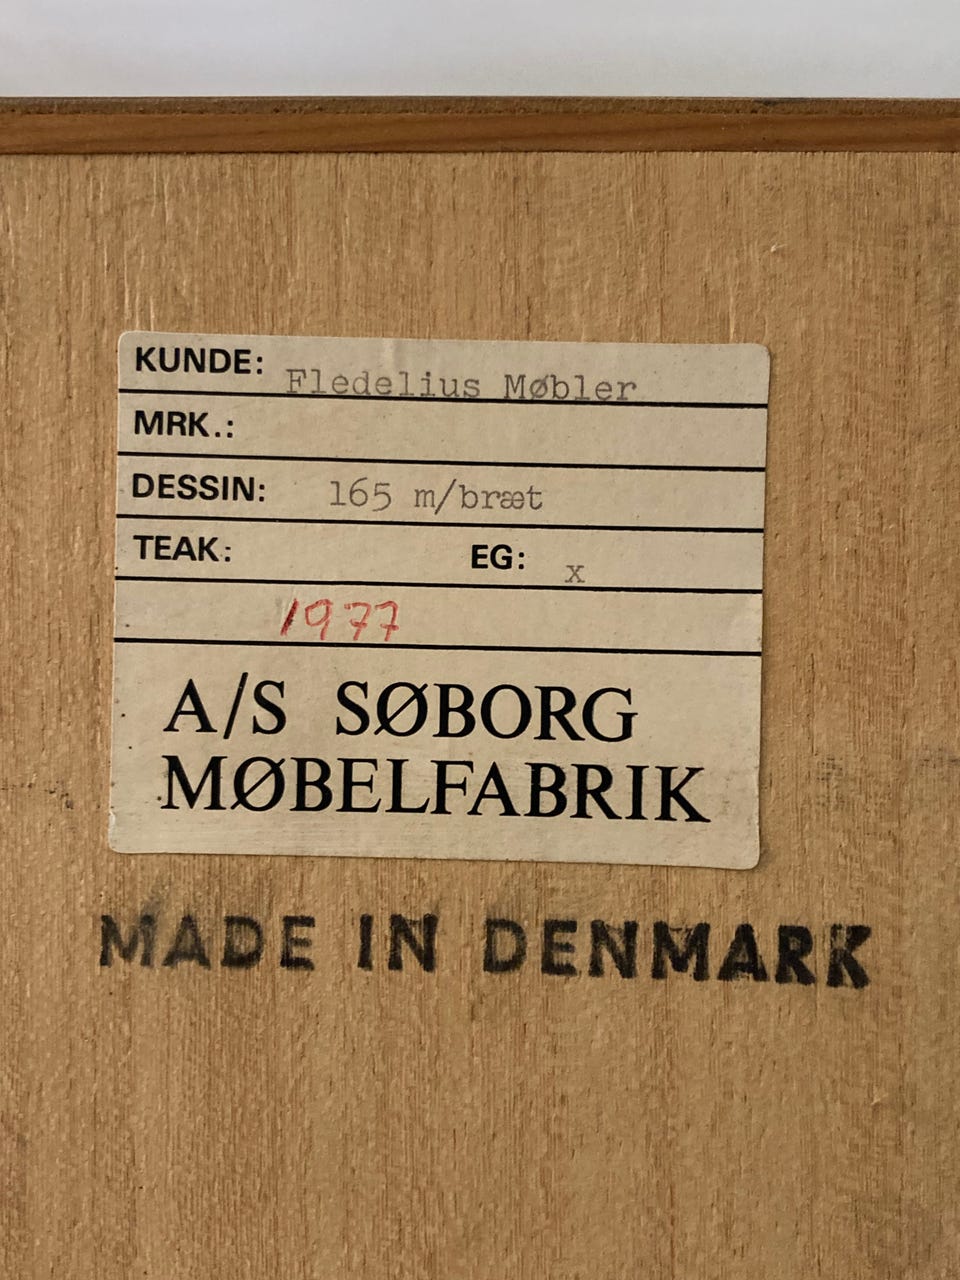 KUNDE: Fledelius Møbler
MRK.:
DESSIN: 165 m/bræt
TEAK: EG: x
1977
A/S SØBORG
MØBELFABRIK
MADE IN DENMARK